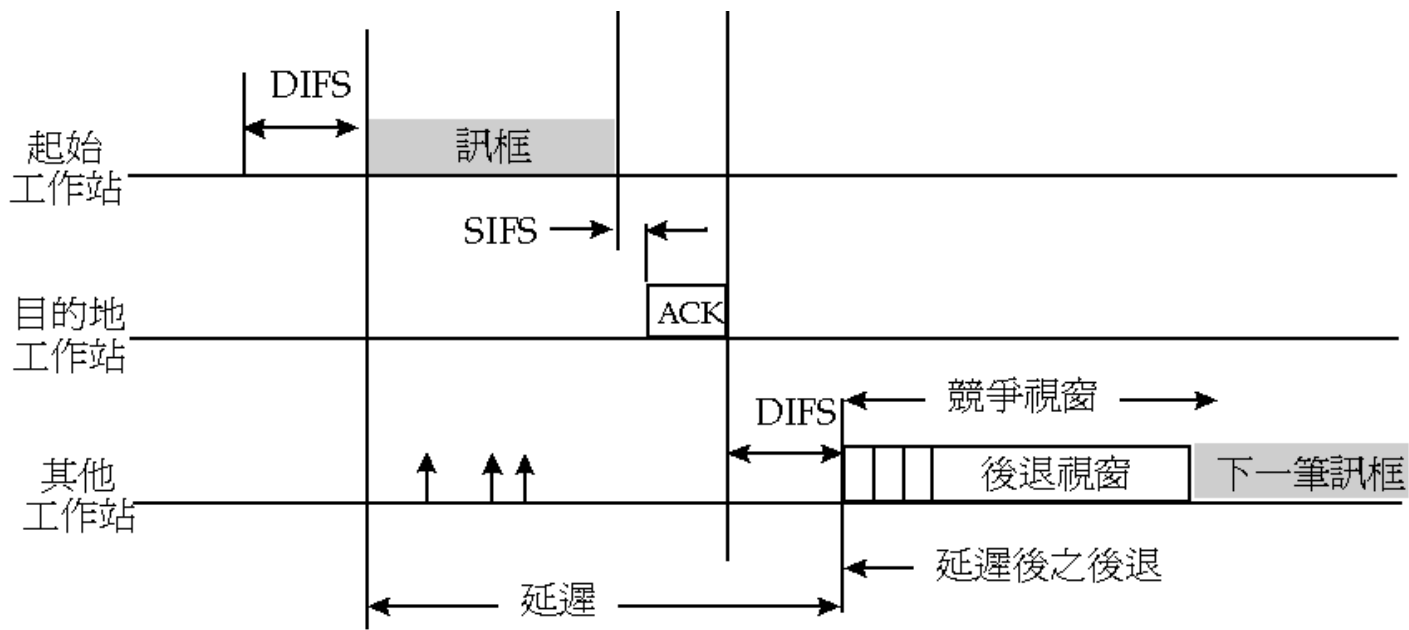 DIFS
起始
工作站
訊框
SIFS
目的地
工作站
ACK
競爭視窗
DIFS
其他
工作站
後退視窗
下一筆訊框
延遲後之後退
延遲